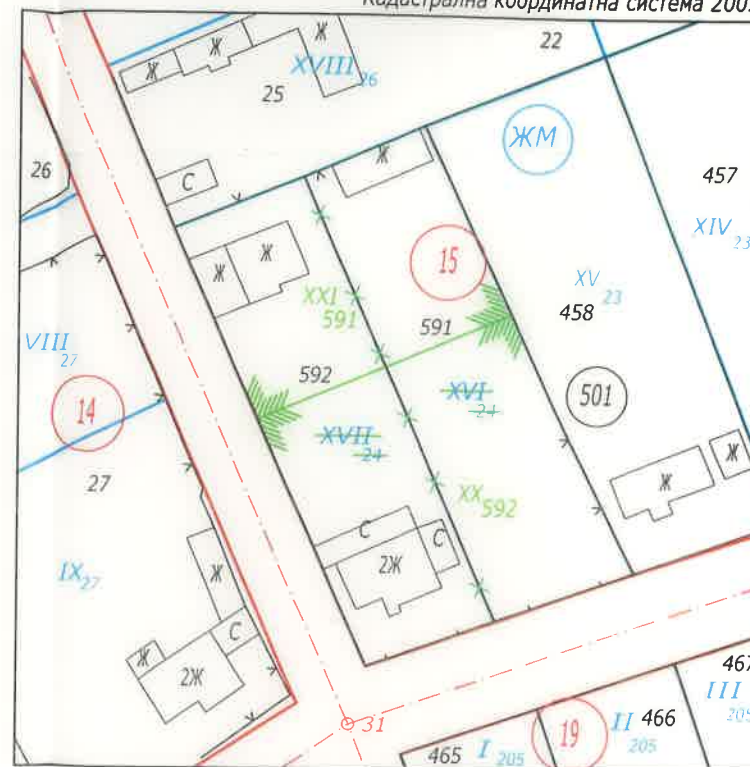 Кадастрална координатна система 200
22
Ж
Ж
Ж
XVIII 26
25
ЖМ
26
С
Ж
457
XIV 23
Ж
Ж
15
XXI 591
XV 23
458
591
VIII 27
592
14
XVI 24
501
XVII 24
27
XX 592
Ж
Ж
IX 27
Ж
С
С
2Ж
С
Ж
2Ж
31
467
III 205
II 205
466
19
465
I 205